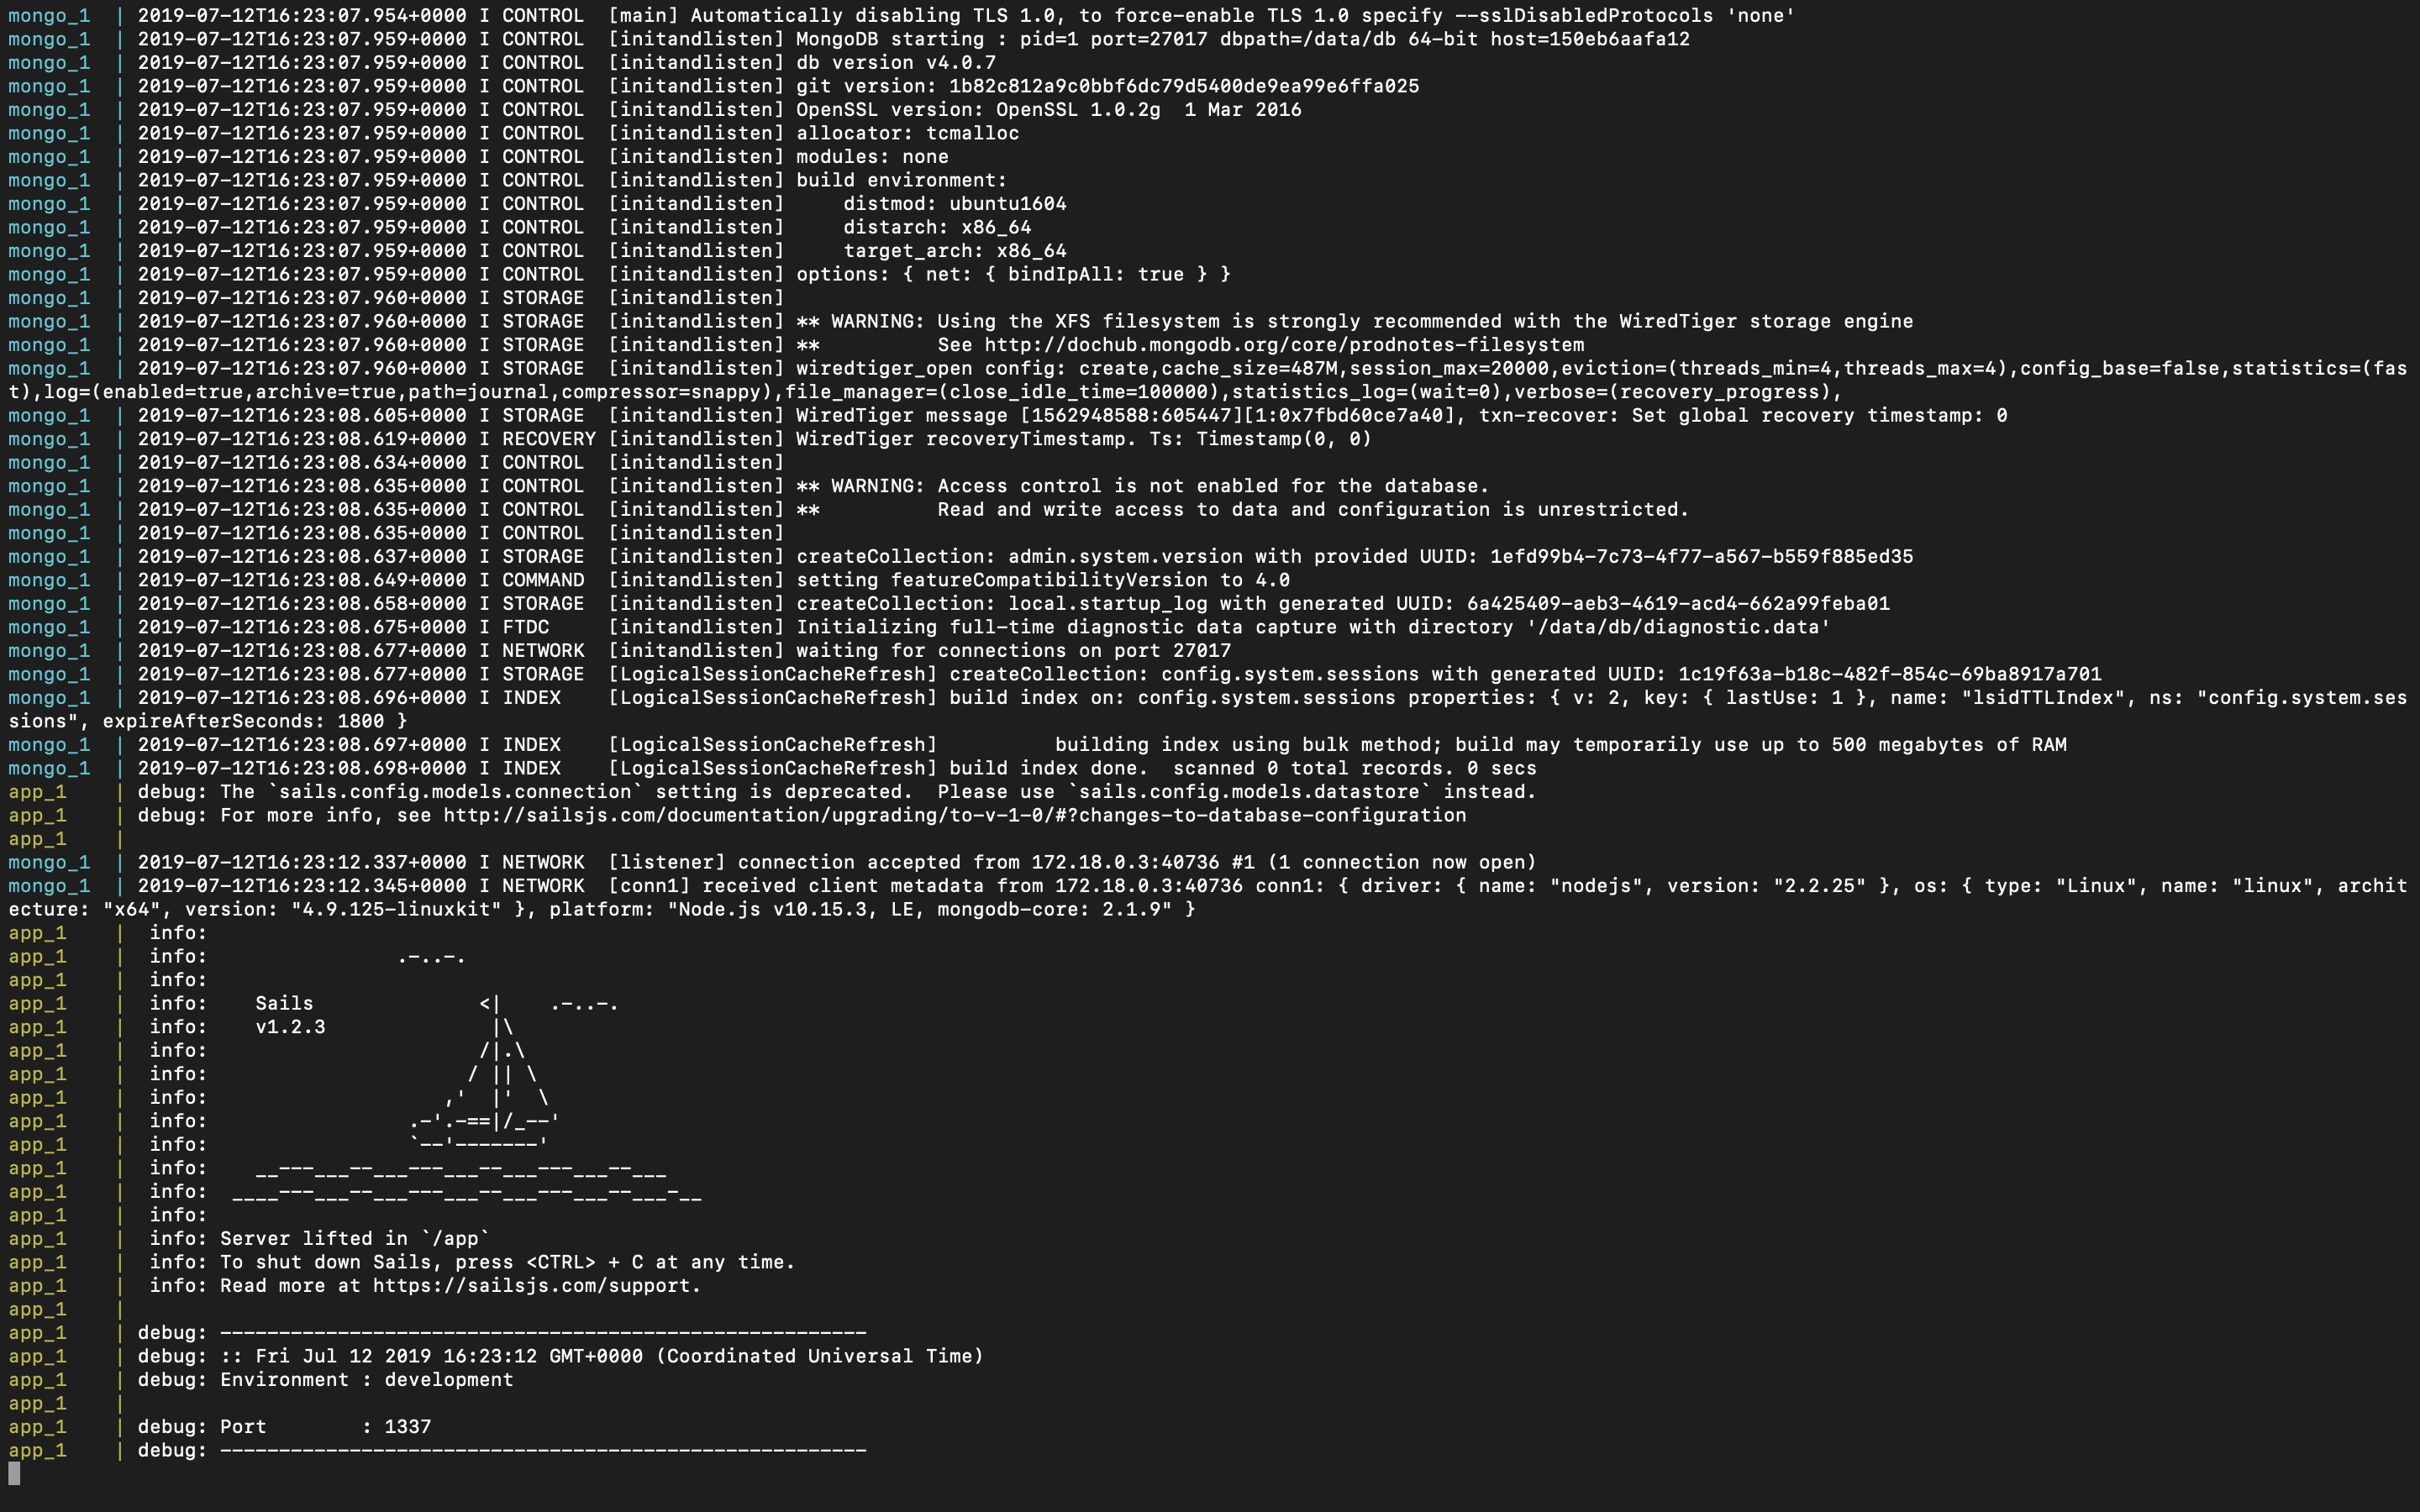 mongo_1  | 2019-07-12T16:23:07.954+0000 I CONTROL  [main] Automatically disabling TLS 1.0, to force-enable TLS 1.0 specify --sslDisabledProtocols 'none'
mongo_1  | 2019-07-12T16:23:07.959+0000 I CONTROL  [initandlisten] MongoDB starting : pid=1 port=27017 dbpath=/data/db 64-bit host=150eb6aafa12
mongo_1  | 2019-07-12T16:23:07.959+0000 I CONTROL  [initandlisten] db version v4.0.7
mongo_1  | 2019-07-12T16:23:07.959+0000 I CONTROL  [initandlisten] git version: 1b82c812a9c0bbf6dc79d5400de9ea99e6ffa025
mongo_1  | 2019-07-12T16:23:07.959+0000 I CONTROL  [initandlisten] OpenSSL version: OpenSSL 1.0.2g  1 Mar 2016
mongo_1  | 2019-07-12T16:23:07.959+0000 I CONTROL  [initandlisten] allocator: tcmalloc
mongo_1  | 2019-07-12T16:23:07.959+0000 I CONTROL  [initandlisten] modules: none
mongo_1  | 2019-07-12T16:23:07.959+0000 I CONTROL  [initandlisten] build environment:
mongo_1  | 2019-07-12T16:23:07.959+0000 I CONTROL  [initandlisten]     distmod: ubuntu1604
mongo_1  | 2019-07-12T16:23:07.959+0000 I CONTROL  [initandlisten]     distarch: x86_64
mongo_1  | 2019-07-12T16:23:07.959+0000 I CONTROL  [initandlisten]     target_arch: x86_64
mongo_1  | 2019-07-12T16:23:07.959+0000 I CONTROL  [initandlisten] options: { net: { bindIpAll: true } }
mongo_1  | 2019-07-12T16:23:07.960+0000 I STORAGE  [initandlisten]
mongo_1  | 2019-07-12T16:23:07.960+0000 I STORAGE  [initandlisten] ** WARNING: Using the XFS filesystem is strongly recommended with the WiredTiger storage engine
mongo_1  | 2019-07-12T16:23:07.960+0000 I STORAGE  [initandlisten] **          See http://dochub.mongodb.org/core/prodnotes-filesystem
mongo_1  | 2019-07-12T16:23:07.960+0000 I STORAGE  [initandlisten] wiredtiger_open config: create,cache_size=487M,session_max=20000,eviction=(threads_min=4,threads_max=4),config_base=false,statistics=(fas
t),log=(enabled=true,archive=true,path=journal,compressor=snappy),file_manager=(close_idle_time=100000),statistics_log=(wait=0),verbose=(recovery_progress),
mongo_1  | 2019-07-12T16:23:08.605+0000 I STORAGE  [initandlisten] WiredTiger message [1562948588:605447][1:0x7fbd60ce7a40], txn-recover: Set global recovery timestamp: 0
mongo_1  | 2019-07-12T16:23:08.619+0000 I RECOVERY [initandlisten] WiredTiger recoveryTimestamp. Ts: Timestamp(0, 0)
mongo_1  | 2019-07-12T16:23:08.634+0000 I CONTROL  [initandlisten]
mongo_1  | 2019-07-12T16:23:08.635+0000 I CONTROL  [initandlisten] ** WARNING: Access control is not enabled for the database.
mongo_1  | 2019-07-12T16:23:08.635+0000 I CONTROL  [initandlisten] **          Read and write access to data and configuration is unrestricted.
mongo_1  | 2019-07-12T16:23:08.635+0000 I CONTROL  [initandlisten]
mongo_1  | 2019-07-12T16:23:08.637+0000 I STORAGE  [initandlisten] createCollection: admin.system.version with provided UUID: 1efd99b4-7c73-4f77-a567-b559f885ed35
mongo_1  | 2019-07-12T16:23:08.649+0000 I COMMAND  [initandlisten] setting featureCompatibilityVersion to 4.0
mongo_1  | 2019-07-12T16:23:08.658+0000 I STORAGE  [initandlisten] createCollection: local.startup_log with generated UUID: 6a425409-aeb3-4619-acd4-662a99feba01
mongo_1  | 2019-07-12T16:23:08.675+0000 I FTDC     [initandlisten] Initializing full-time diagnostic data capture with directory '/data/db/diagnostic.data'
mongo_1  | 2019-07-12T16:23:08.677+0000 I NETWORK  [initandlisten] waiting for connections on port 27017
mongo_1  | 2019-07-12T16:23:08.677+0000 I STORAGE  [LogicalSessionCacheRefresh] createCollection: config.system.sessions with generated UUID: 1c19f63a-b18c-482f-854c-69ba8917a701
mongo_1  | 2019-07-12T16:23:08.696+0000 I INDEX    [LogicalSessionCacheRefresh] build index on: config.system.sessions properties: { v: 2, key: { lastUse: 1 }, name: "lsidTTLIndex", ns: "config.system.ses
sions", expireAfterSeconds: 1800 }
mongo_1  | 2019-07-12T16:23:08.697+0000 I INDEX    [LogicalSessionCacheRefresh]          building index using bulk method; build may temporarily use up to 500 megabytes of RAM
mongo_1  | 2019-07-12T16:23:08.698+0000 I INDEX    [LogicalSessionCacheRefresh] build index done.  scanned 0 total records. 0 secs
app_1    | debug: The `sails.config.models.connection` setting is deprecated.  Please use `sails.config.models.datastore` instead.
app_1    | debug: For more info, see http://sailsjs.com/documentation/upgrading/to-v-1-0/#?changes-to-database-configuration
app_1    |
mongo_1  | 2019-07-12T16:23:12.337+0000 I NETWORK  [listener] connection accepted from 172.18.0.3:40736 #1 (1 connection now open)
mongo_1  | 2019-07-12T16:23:12.345+0000 I NETWORK  [conn1] received client metadata from 172.18.0.3:40736 conn1: { driver: { name: "nodejs", version: "2.2.25" }, os: { type: "Linux", name: "linux", archit
ecture: "x64", version: "4.9.125-linuxkit" }, platform: "Node.js v10.15.3, LE, mongodb-core: 2.1.9" }
app_1    |  info:
app_1    |  info:                .-..-.
app_1    |  info:
app_1    |  info:    Sails              <|    .-..-.
app_1    |  info:    v1.2.3              |\
app_1    |  info:                       /|.\
app_1    |  info:                      / || \
app_1    |  info:                    ,'  |'  \
app_1    |  info:                 .-'.-==|/_--'
app_1    |  info:                 `--'-------'
app_1    |  info:    __---___--___---___--___---___--___
app_1    |  info:  ____---___--___---___--___---___--___-__
app_1    |  info:
app_1    |  info: Server lifted in `/app`
app_1    |  info: To shut down Sails, press <CTRL> + C at any time.
app_1    |  info: Read more at https://sailsjs.com/support.
app_1    |
app_1    | debug: -------------------------------------------------------
app_1    | debug: :: Fri Jul 12 2019 16:23:12 GMT+0000 (Coordinated Universal Time)
app_1    | debug: Environment : development
app_1    |
app_1    | debug: Port        : 1337
app_1    | debug: -------------------------------------------------------